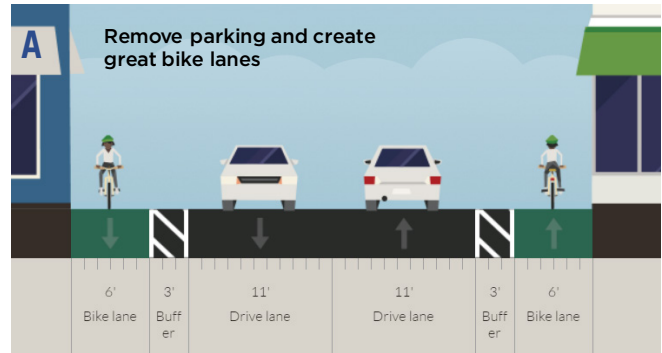 A
Remove parking and create
great bike lanes
6' 3' 11' 11' 3' 6'
Bike lane Buff Drive lane Drive lane Buff Bike lane
er er